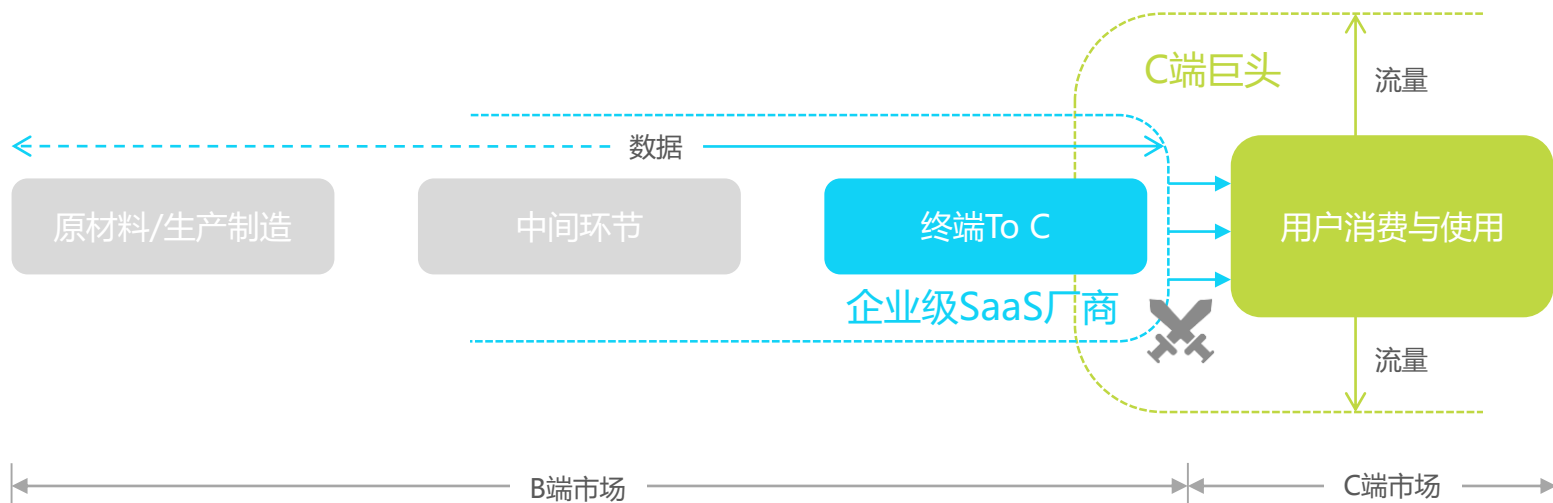 C端巨头
流量
数据
原材料/生产制造
中间环节
终端To C
用户消费与使用
企业级SaaS厂商
流量
B端市场
C端市场